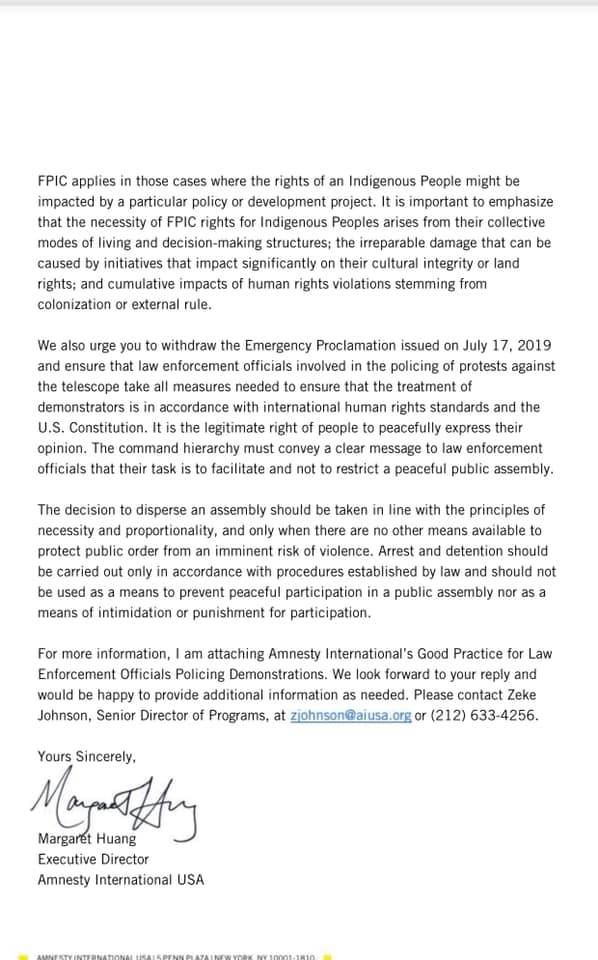 FPIC applies in those cases where the rights of an Indigenous People might be
impacted by a particular policy or development project. It is important to emphasize
that the necessity of FPIC rights for Indigenous Peoples arises from their collective
modes of living and decision-making structures; the irreparable damage that can be
caused by initiatives that impact significantly on their cultural integrity or land
rights; and cumulative impacts of human rights violations stemming from
colonization or external rule.
We also urge you to withdraw the Emergency Proclamation issued on July 17, 2019
and ensure that law enforcement officials involved in the policing of protests against
the telescope take all measures needed to ensure that the treatment of
demonstrators is in accordance with international human rights standards and the
U.S. Constitution. It is the legitimate right of people to peacefully express their
opinion. The command hierarchy must convey a clear message to law enforcement
officials that their task is to facilitate and not to restrict a peaceful public assembly.
The decision to disperse an assembly should be taken in line with the principles of
necessity and proportionality, and only when there are no other means available to
protect public order from an imminent risk of violence. Arrest and detention should
be carried out only in accordance with procedures established by law and should not
be used as a means to prevent peaceful participation in a public assembly nor as a
means of intimidation or punishment for participation.
For more information, I am attaching Amnesty International's Good Practice for Law
Enforcement Officials Policing Demonstrations. We look forward to your reply and
would be happy to provide additional information as needed. Please contact Zeke
Johnson, Senior Director of Programs, at zjohnson@aiusa.org or (212) 633-4256.
Yours Sincerely,
Margaret Huang
Margaret Huang
Executive Director
Amnesty International USA
AMNESTY INTERNATIONAL USA | 5 PENN PLAZA | NEW YORK, NY 10001-1810